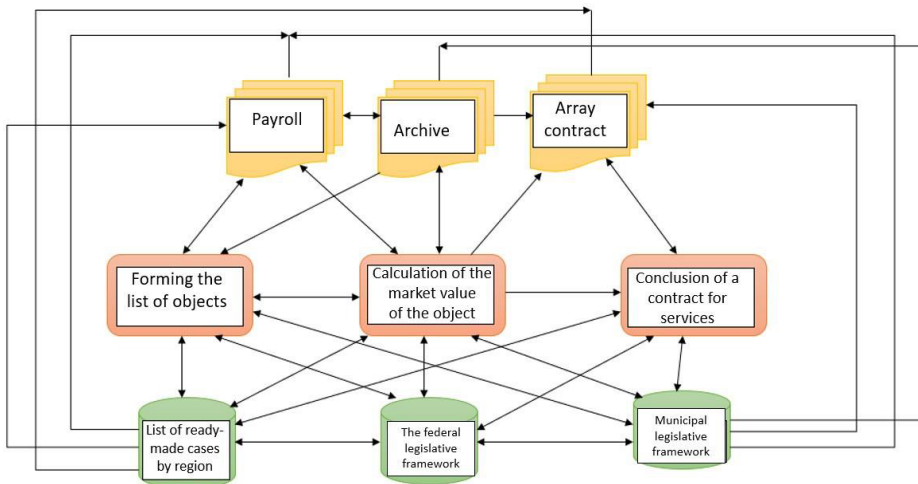 Payroll
Archive
Array
contract
Forming the
list of objects
Calculation of the
market value
of the object
Conclusion of a
contract for
services
List of ready-
made cases
by region
The federal
legislative
framework
Municipal
legislative
framework